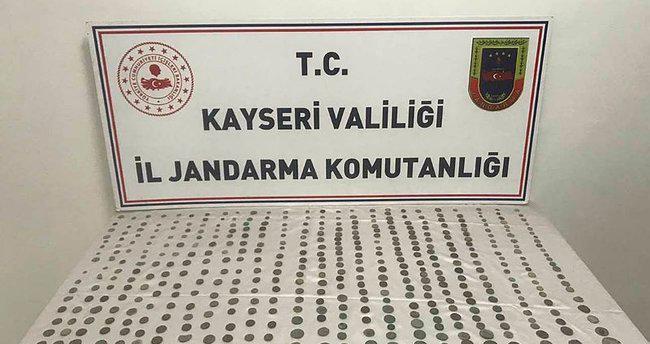 T.C.
KAYSERİ VALİLİĞİ
İL JANDARMA KOMUTANLIĞI